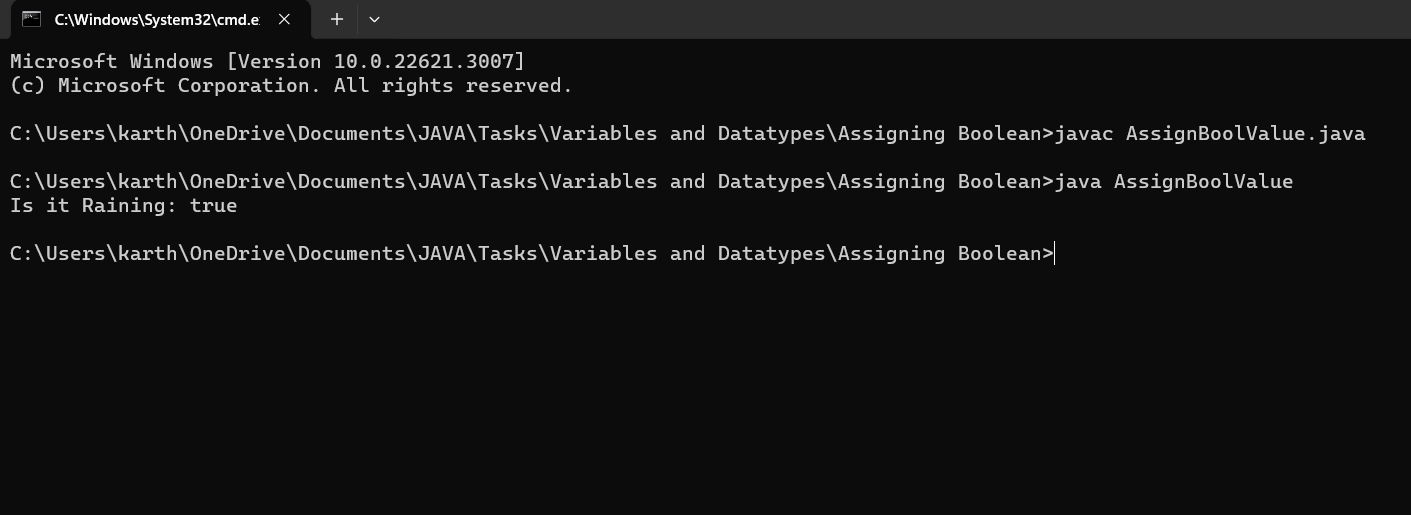 C:\Windows\System32\cmd.e
Microsoft Windows [Version 10.0.22621.3007]
(c) Microsoft Corporation. All rights reserved.
C:\Users\karth\OneDrive\Documents\JAVA\Tasks\Variables and Datatypes\Assigning Boolean>javac AssignBoolValue.java
C:\Users\karth\OneDrive\Documents\JAVA\Tasks\Variables and Datatypes\Assigning Boolean>java AssignBoolValue
Is it Raining: true
C:\Users\karth\OneDrive\Documents\JAVA\Tasks\Variables and Datatypes\Assigning Boolean>